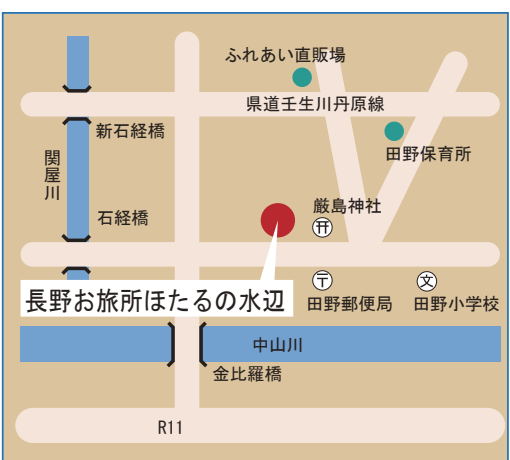 ふれあい直販場
県道壬生川丹原線
新石経橋
田野保育所
関屋川
石経橋
厳島神社
長野お旅所ほたるの水辺
〒
文
田野郵便局
田野小学校
中山川
金比羅橋
R11